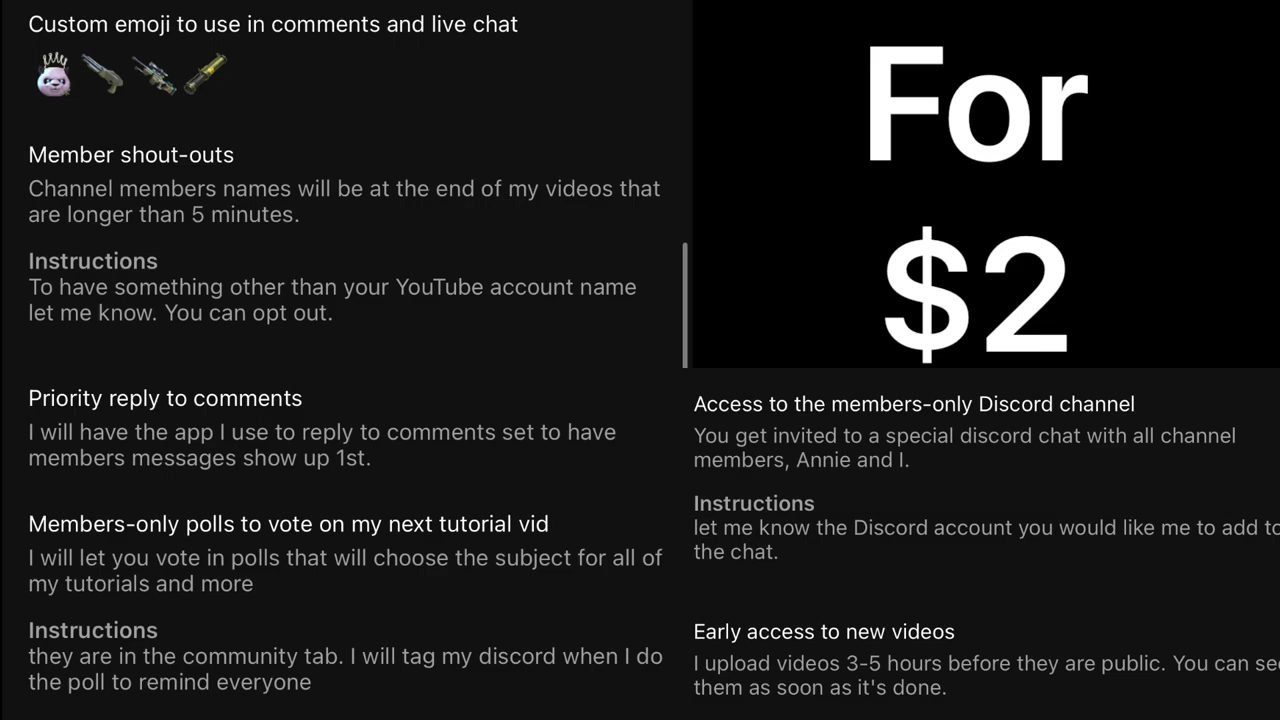 Custom emoji to use in comments and live chat
Member shout-outs
Channel members names will be at the end of my videos that
are longer than 5 minutes.
Instructions
To have something other than your YouTube account name
let me know. You can opt out.
Priority reply to comments
I will have the app I use to reply to comments set to have
members messages show up 1st.
Members-only polls to vote on my next tutorial vid
I will let you vote in polls that will choose the subject for all of
my tutorials and more
Instructions
they are in the community tab. I will tag my discord when I do
the poll to remind everyone
For
$2
Access to the members-only Discord channel
You get invited to a special discord chat with all channel
members, Annie and I.
Instructions
let me know the Discord account you would like me to add to
the chat.
Early access to new videos
I upload videos 3-5 hours before they are public. You can see
them as soon as it's done.